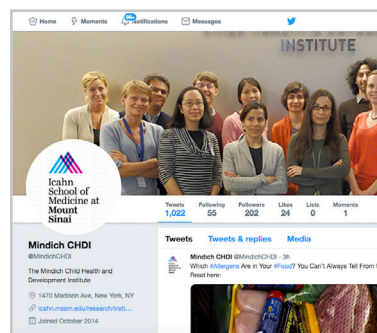 Home Moments 99+ Notifications Messages
INSTITUTE
Icahn
School of
Medicine at
Mount
Sinai
Tweets Following Followers Likes Lists Moments
1,022 55 202 24 0 1
Mindich CHDI
@MindichCHDI
The Mindich Child Health and
Development Institute
1470 Madison Ave, New York, NY
icahn.mssm.edu/research/insti...
Joined October 2014
Tweets Tweets & replies Media
Mindich CHDI @MindichCHDI · 3h
Which #Allergens Are in Your #Food? You Can't Always Tell From
Read here: